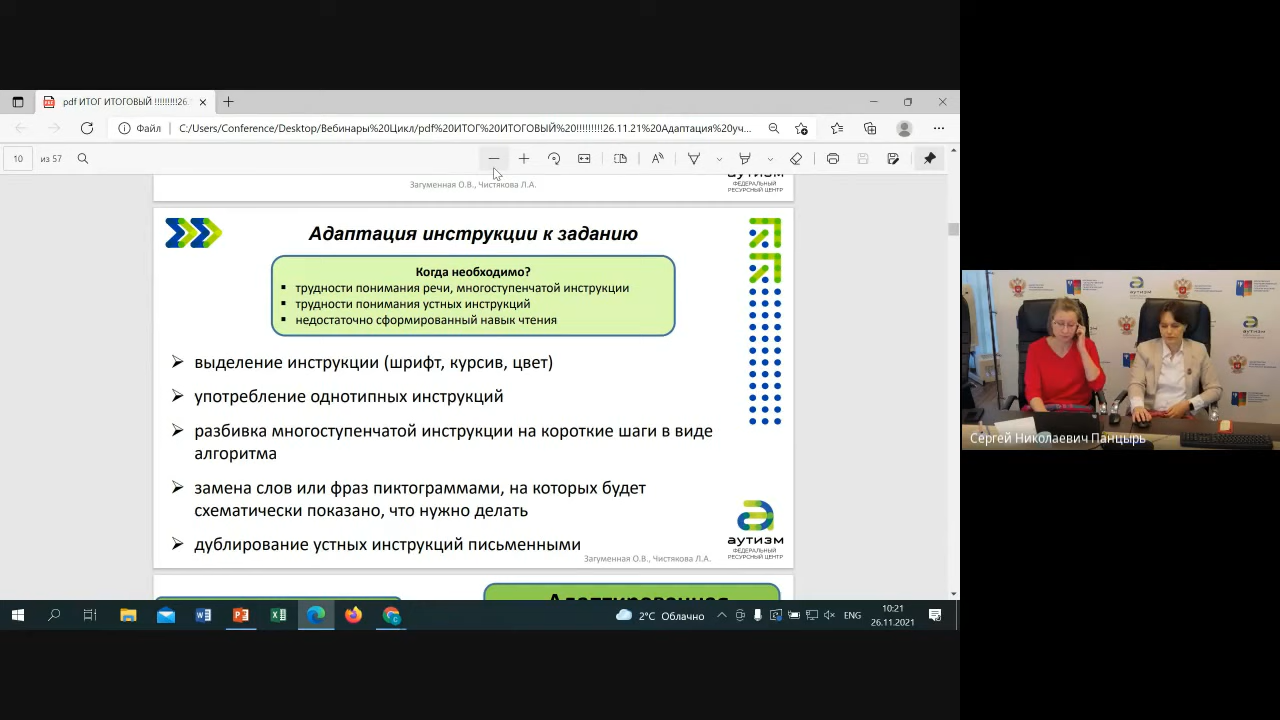 pdf ИТОГ ИТОГОВЫЙ !!!!!!!!!26.
Файл
C:/Users/Conference/Desktop/Вебинары%20Цикл/pdf%20ИТОГ%20ИТОГОВЫЙ%20!!!!!!!!!26.11.21%20Адаптация%20уч...
10 из 57
Загуменная О.В., Чистякова Л.А.
аутизм
ФЕДЕРАЛЬНЫЙ
РЕСУРСНЫЙ ЦЕНТР
Адаптация инструкции к заданию
Когда необходимо?
▪ трудности понимания речи, многоступенчатой инструкции
▪ трудности понимания устных инструкций
▪ недостаточно сформированный навык чтения
➢ выделение инструкции (шрифт, курсив, цвет)
➢ употребление однотипных инструкций
➢ разбивка многоступенчатой инструкции на короткие шаги в виде
алгоритма
➢ замена слов или фраз пиктограммами, на которых будет
схематически показано, что нужно делать
➢ дублирование устных инструкций письменными
аутизм
ФЕДЕРАЛЬНЫЙ
РЕСУРСНЫЙ ЦЕНТР
Загуменная О.В., Чистякова Л.А.
Адаптированная
2°C Облачно
ENG
10:21
26.11.2021
аутизм
Сергей Николаевич Панцырь